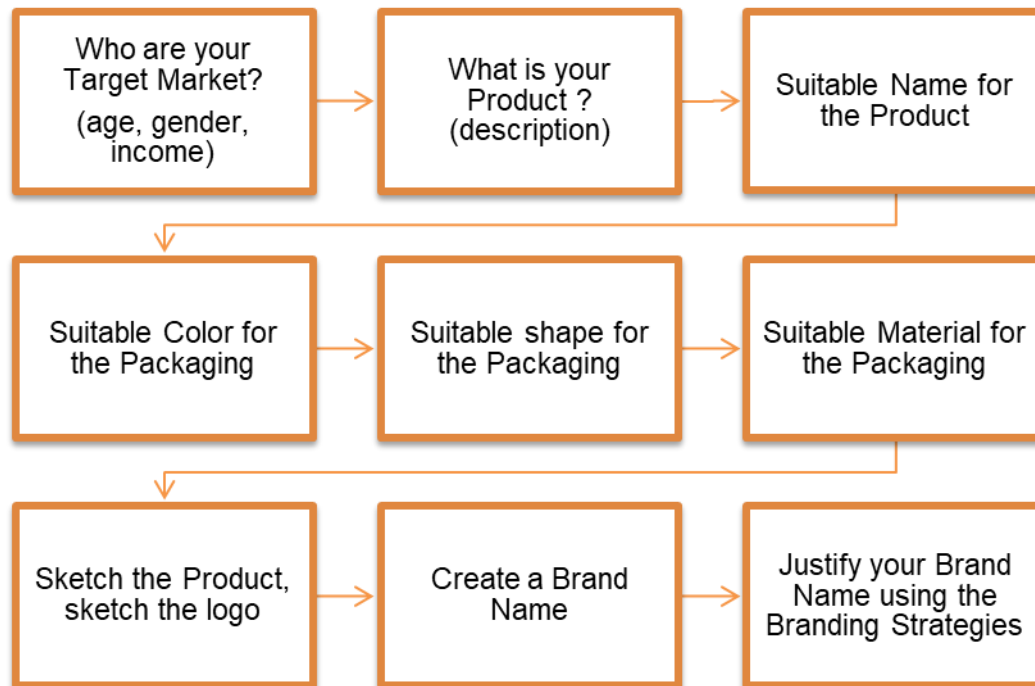 Who are your
Target Market?
(age, gender,
income)
What is your
Product ?
(description)
Suitable Name for
the Product
Suitable Color for
the Packaging
Suitable shape for
the Packaging
Suitable Material for
the Packaging
Sketch the Product,
sketch the logo
Create a Brand
Name
Justify your Brand
Name using the
Branding Strategies